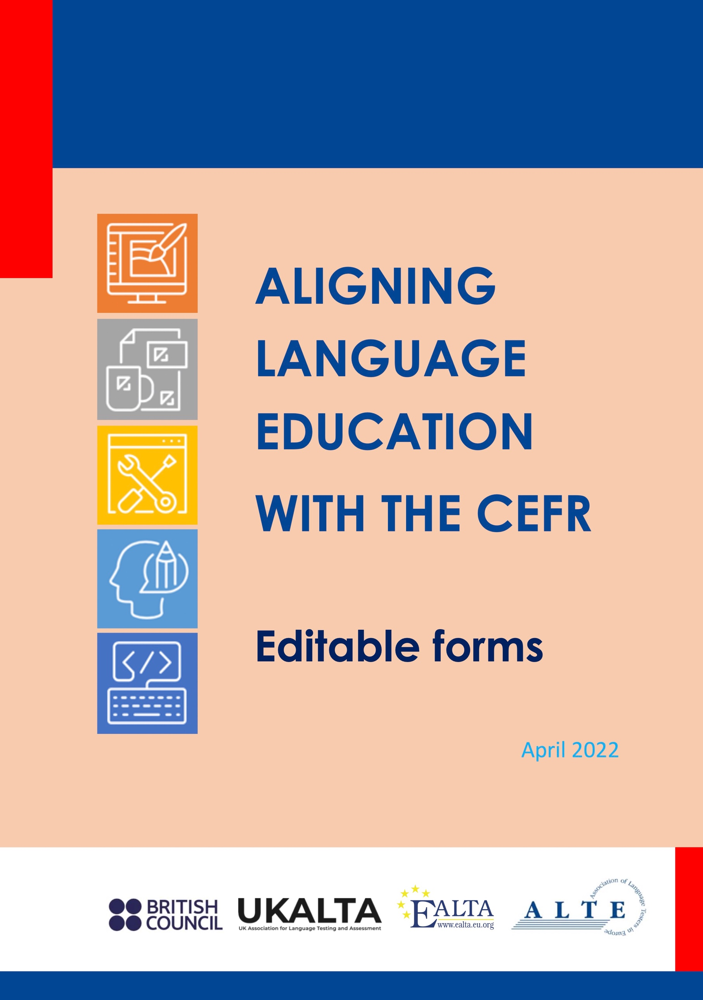 ALIGNING
LANGUAGE
EDUCATION
WITH THE CEFR
Editable forms
April 2022
BRITISH
COUNCIL
UKALTA
UK Association for Language Testing and Assessment
EALTA
www.ealta.eu.org
ALTE
Association of Language Testers in Europe